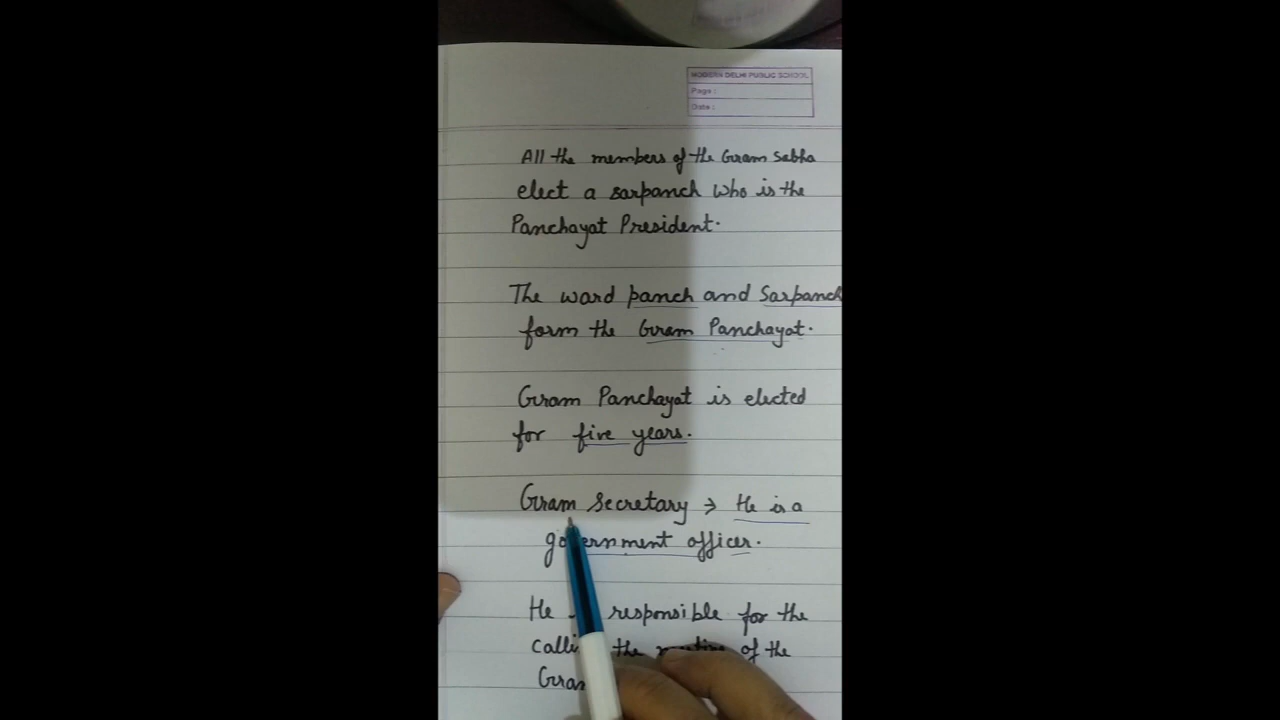 MODERN DELHI PUBLIC SCHOOL
Page :
Date :
All the members of the Gram Sabha
elect a sarpanch who is the
Panchayat President.
The ward panch and Sarpanch
form the Gram Panchayat.
Gram Panchayat is elected
for five years.
Gram Secretary → He is a
government officer.
He responsible for the
the meeting of the